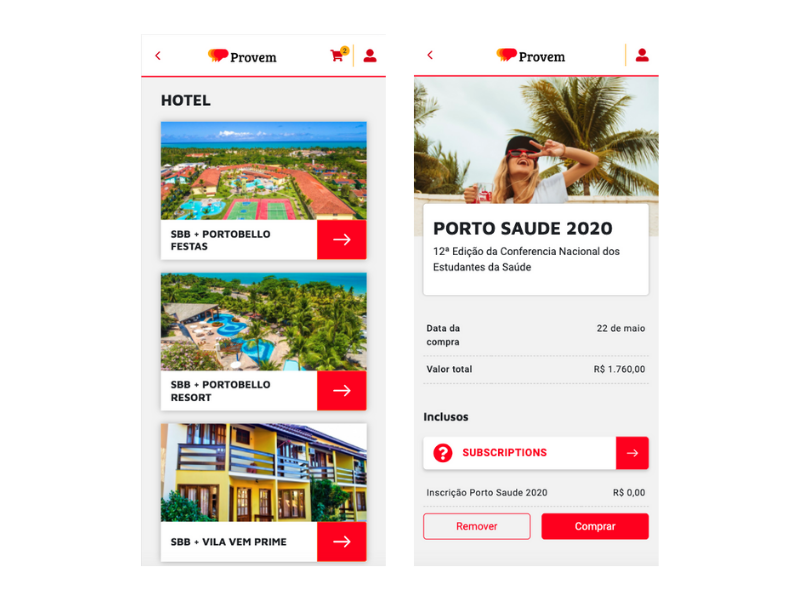 Provem
2
HOTEL
SBB + PORTOBELLO
FESTAS
SBB + PORTOBELLO
RESORT
SBB + VILA VEM PRIME
Provem
PORTO SAUDE 2020
12ª Edição da Conferencia Nacional dos
Estudantes da Saúde
Data da
compra
22 de maio
Valor total
R$ 1.760,00
Inclusos
? SUBSCRIPTIONS
Inscrição Porto Saude 2020
R$ 0,00
Remover
Comprar